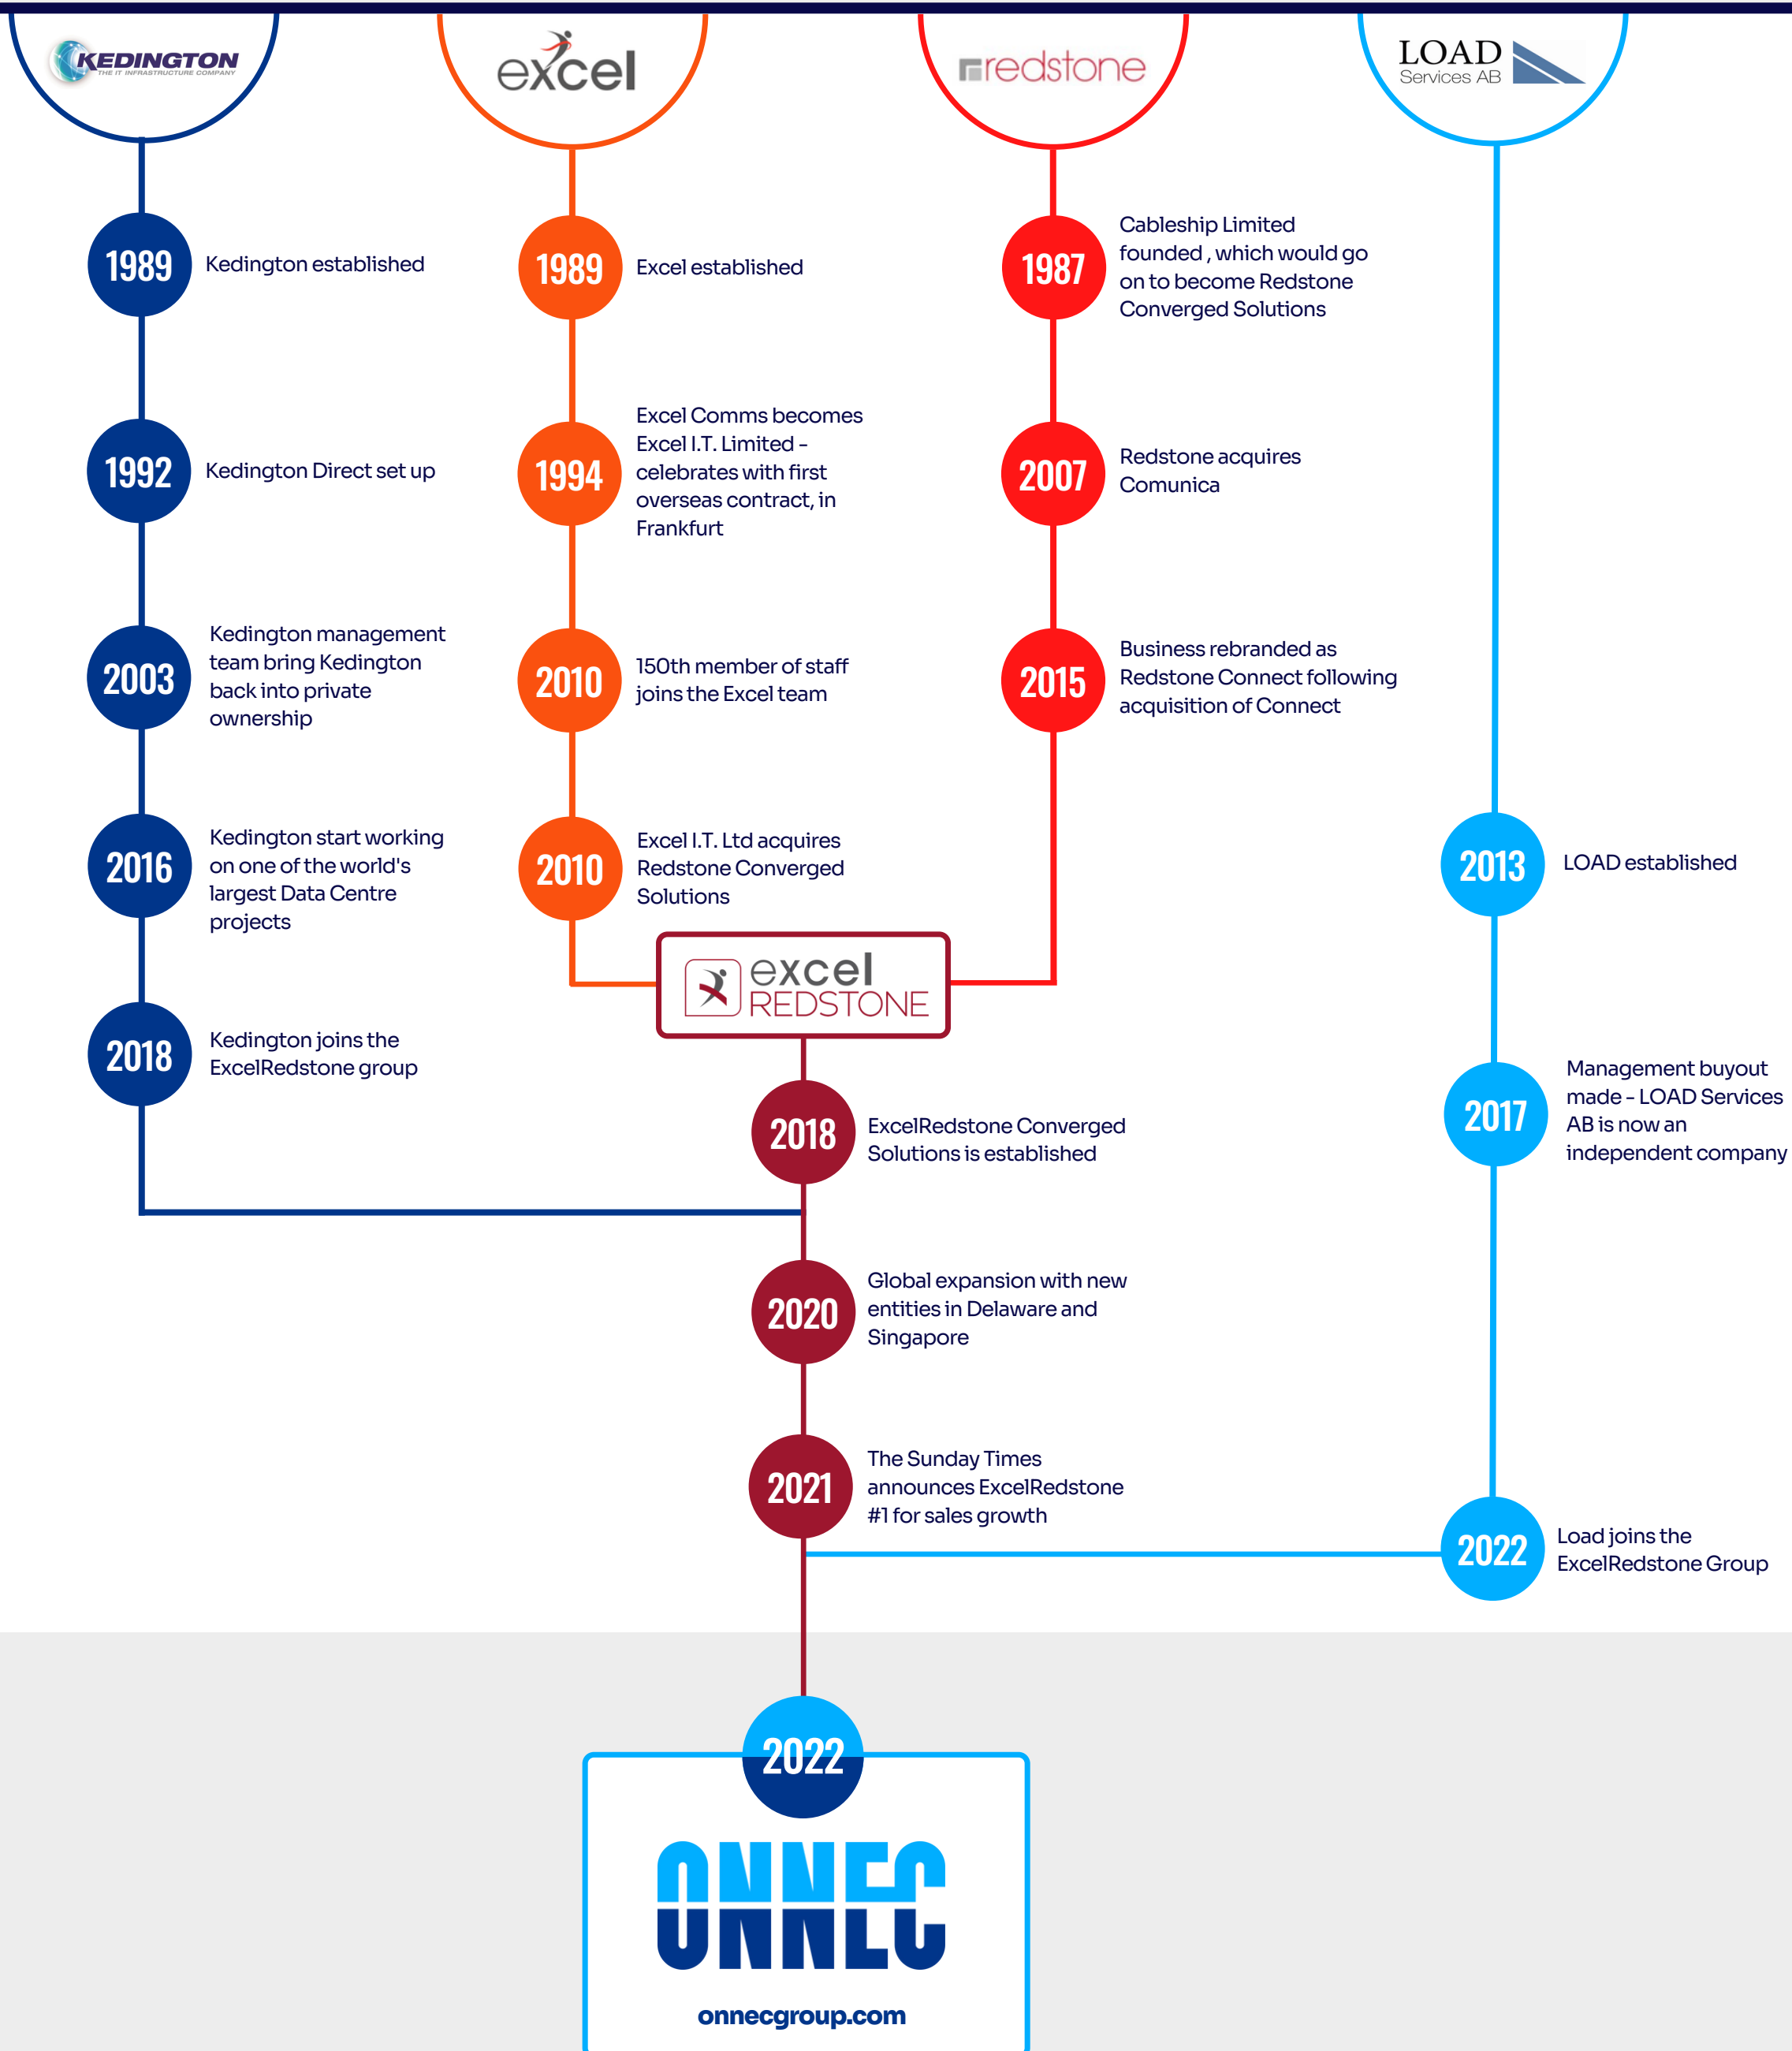 KEDINGTON
THE IT INFRASTRUCTURE COMPANY
excel
redstone
LOAD
Services AB
1989
Kedington established
1992
Kedington Direct set up
2003
Kedington management
team bring Kedington
back into private
ownership
2016
Kedington start working
on one of the world's
largest Data Centre
projects
2018
Kedington joins the
ExcelRedstone group
1989
Excel established
1994
Excel Comms becomes
Excel I.T. Limited -
celebrates with first
overseas contract, in
Frankfurt
2010
150th member of staff
joins the Excel team
2010
Excel I.T. Ltd acquires
Redstone Converged
Solutions
1987
Cableship Limited
founded , which would go
on to become Redstone
Converged Solutions
2007
Redstone acquires
Comunica
2015
Business rebranded as
Redstone Connect following
acquisition of Connect
excel
REDSTONE
2018
ExcelRedstone Converged
Solutions is established
2020
Global expansion with new
entities in Delaware and
Singapore
2021
The Sunday Times
announces ExcelRedstone
#1 for sales growth
2013
LOAD established
2017
Management buyout
made - LOAD Services
AB is now an
independent company
2022
Load joins the
ExcelRedstone Group
2022
ONNEC
onnecgroup.com